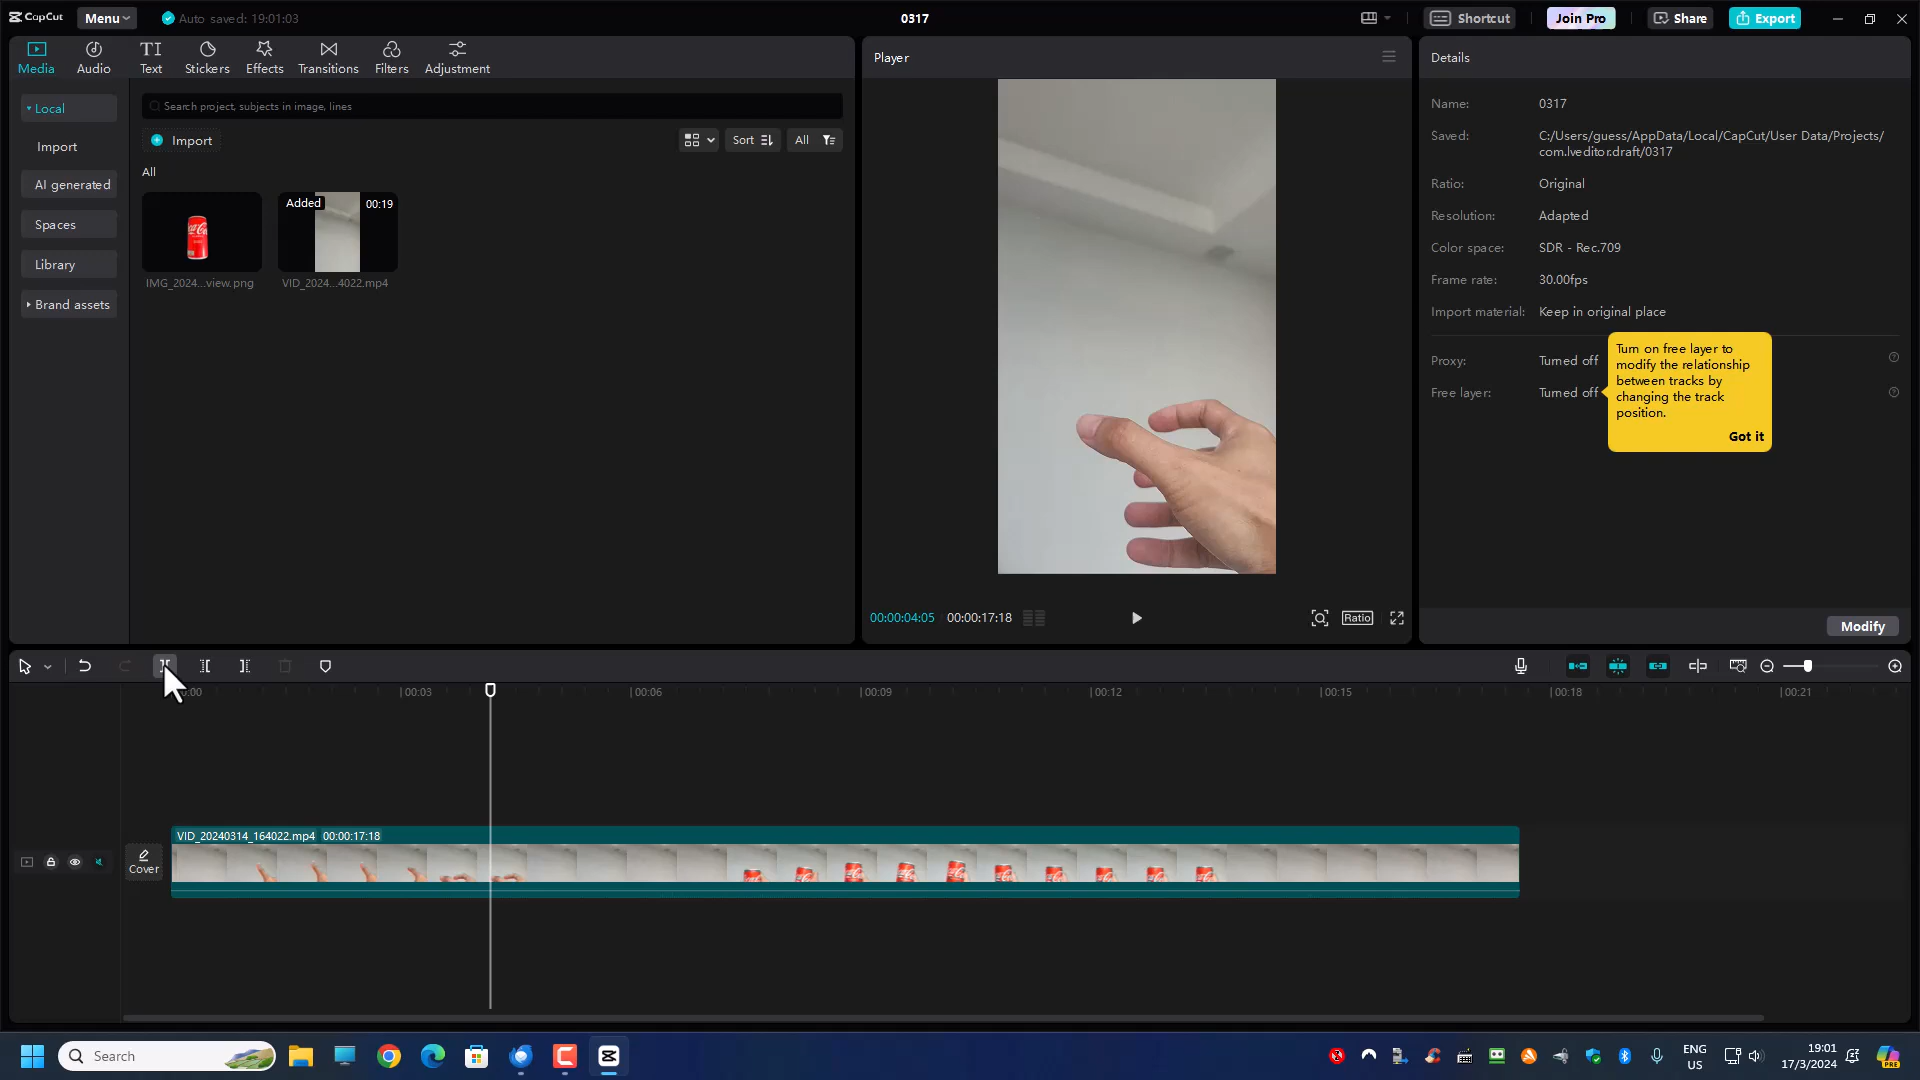 CapCut
Menu
Auto saved: 19:01:03
0317
Shortcut
Join Pro
Share
Export
Media
Audio
TI
Text
Stickers
Effects
Transitions
Filters
Adjustment
Local
Import
AI generated
Spaces
Library
Brand assets
Search project, subjects in image, lines
Import
Sort
All
All
Added
00:19
IMG_2024...view.png
VID_2024...4022.mp4
Player
00:00:04:05
00:00:17:18
Ratio
Details
Name:
0317
Saved:
C:/Users/guess/AppData/Local/CapCut/User Data/Projects/
com.lveditor.draft/0317
Ratio:
Original
Resolution:
Adapted
Color space:
SDR - Rec.709
Frame rate:
30.00fps
Import material:
Keep in original place
Proxy:
Turned off
Free layer:
Turned off
Turn on free layer to
modify the relationship
between tracks by
changing the track
position.
Got it
Modify
00:03
00:06
00:09
00:12
00:15
00:18
00:21
Cover
VID_20240314_164022.mp4 00:00:17:18
Search
ENG
US
19:01
17/3/2024
PRE